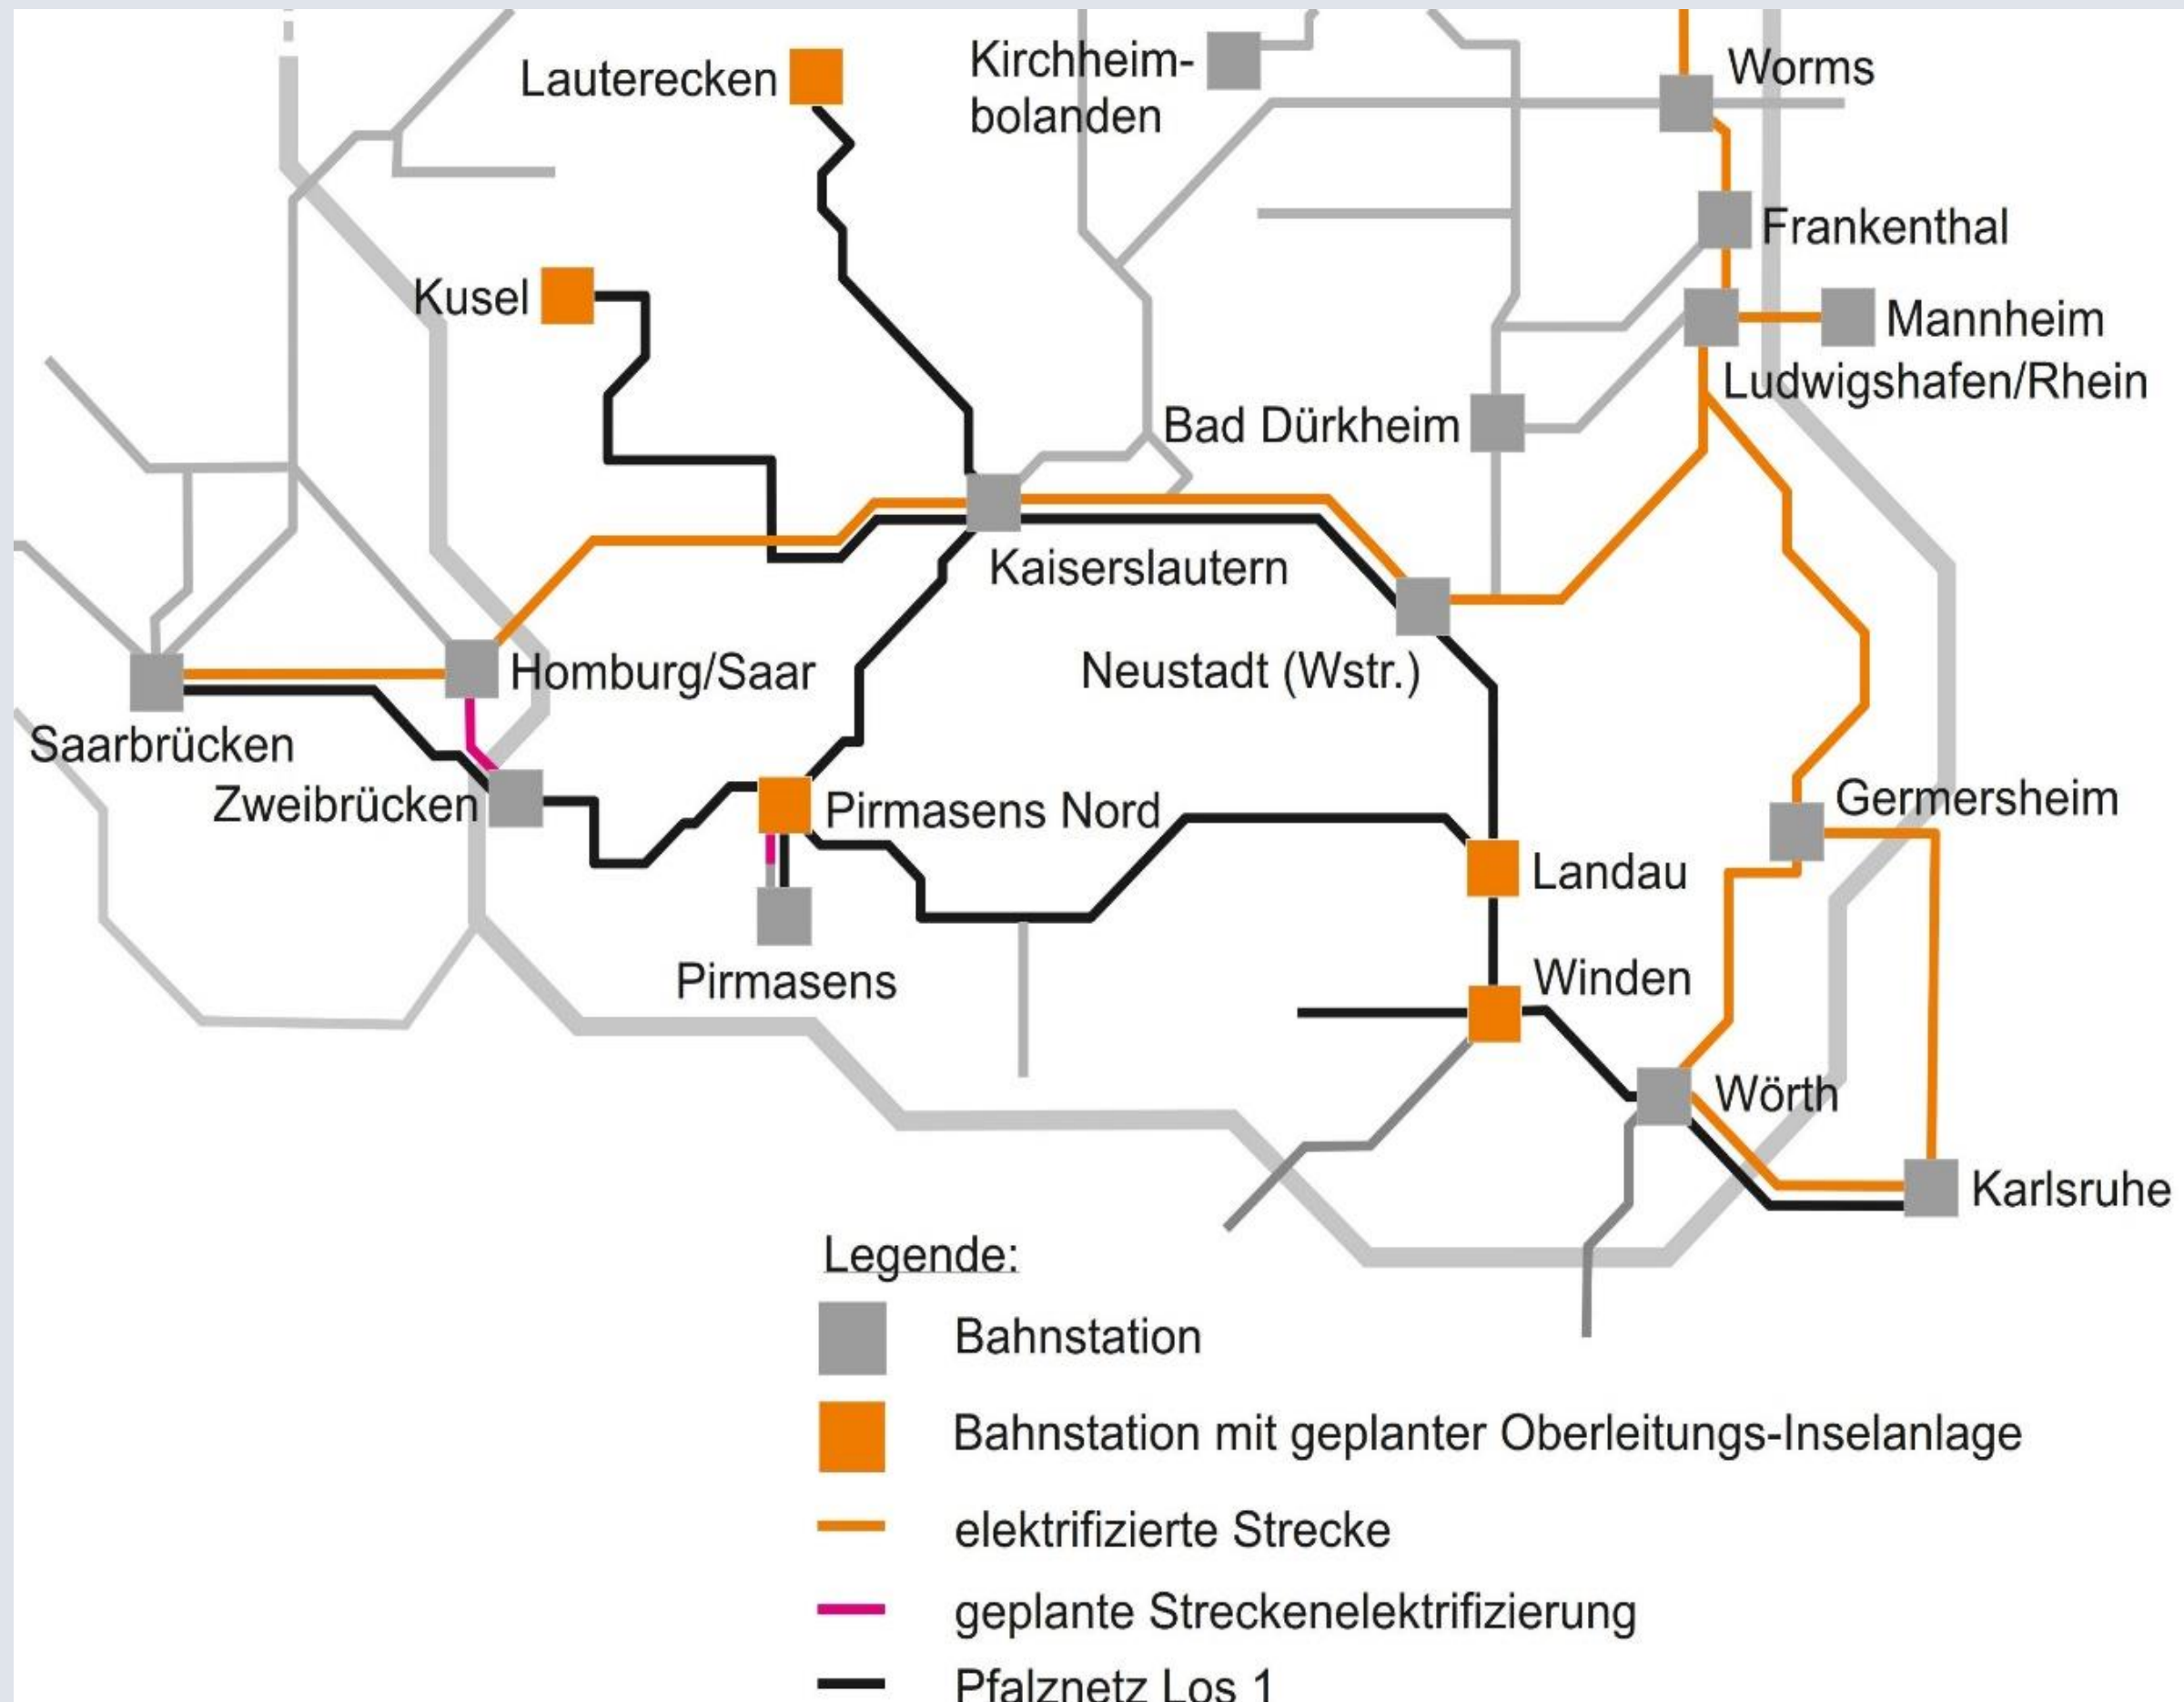 Lauterecken
Kirchheim-
bolanden
Worms
Frankenthal
Kusel
Mannheim
Ludwigshafen/Rhein
Bad Dürkheim
Kaiserslautern
Homburg/Saar
Neustadt (Wstr.)
Saarbrücken
Zweibrücken
Pirmasens Nord
Germersheim
Landau
Pirmasens
Winden
Wörth
Karlsruhe
Legende:
Bahnstation
Bahnstation mit geplanter Oberleitungs-Inselanlage
elektrifizierte Strecke
geplante Streckenelektrifizierung
Pfalznetz Los 1